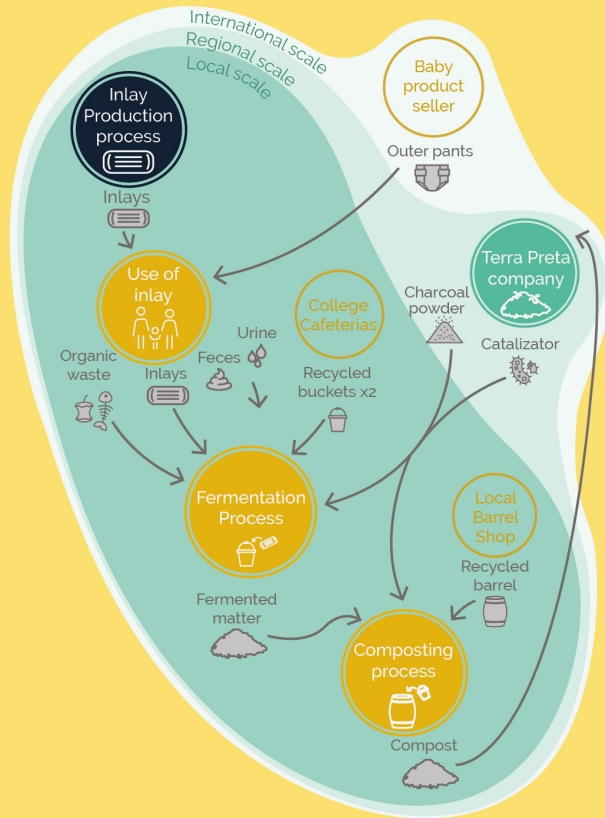 International scale
Regional scale
Local scale
Baby
product
seller
Inlay
Production
process
Outer pants
Inlays
Terra Preta
company
Use of
inlay
College
Cafeterias
Charcoal
powder
Catalizator
Urine
Organic
waste
Inlays
Feces
Recycled
buckets x2
Fermentation
Process
Local
Barrel
Shop
Recycled
barrel
Fermented
matter
Composting
process
Compost